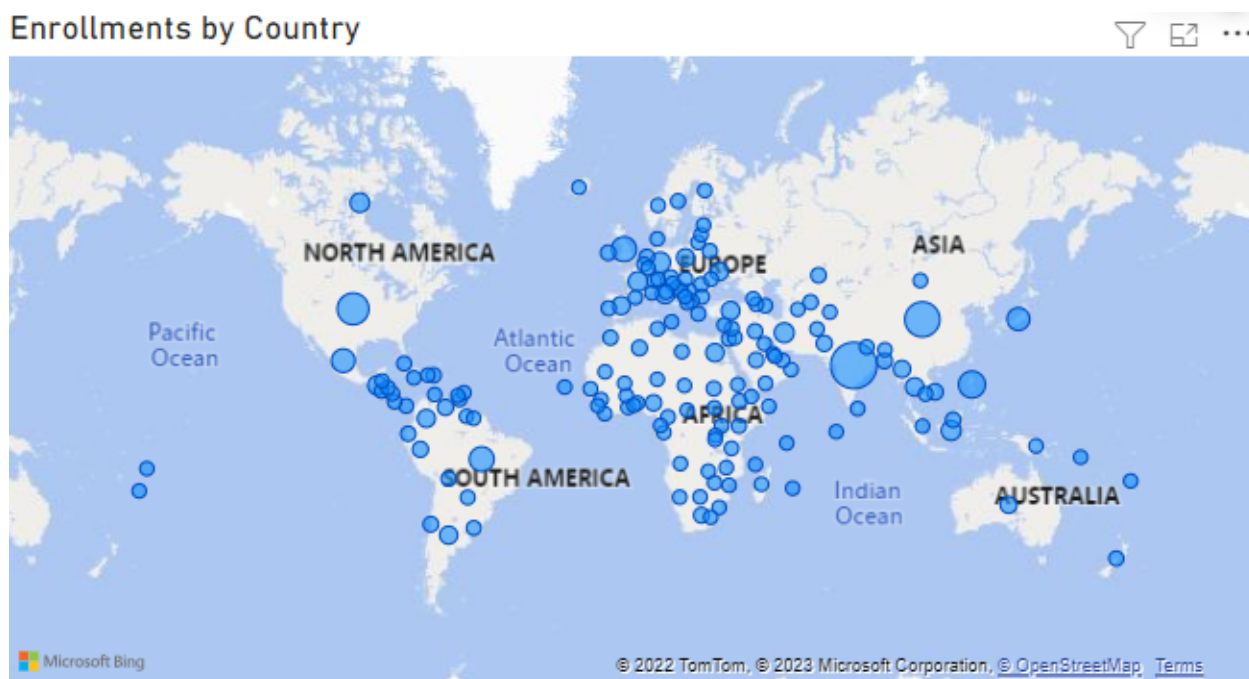 Enrollments by Country
ASIA
NORTH AMERICA
EUROPE
Pacific
Ocean
Atlantic
Ocean
AFRICA
SOUTH AMERICA
Indian
Ocean
AUSTRALIA
Microsoft Bing
© 2022 TomTom, © 2023 Microsoft Corporation, © OpenStreetMap Terms